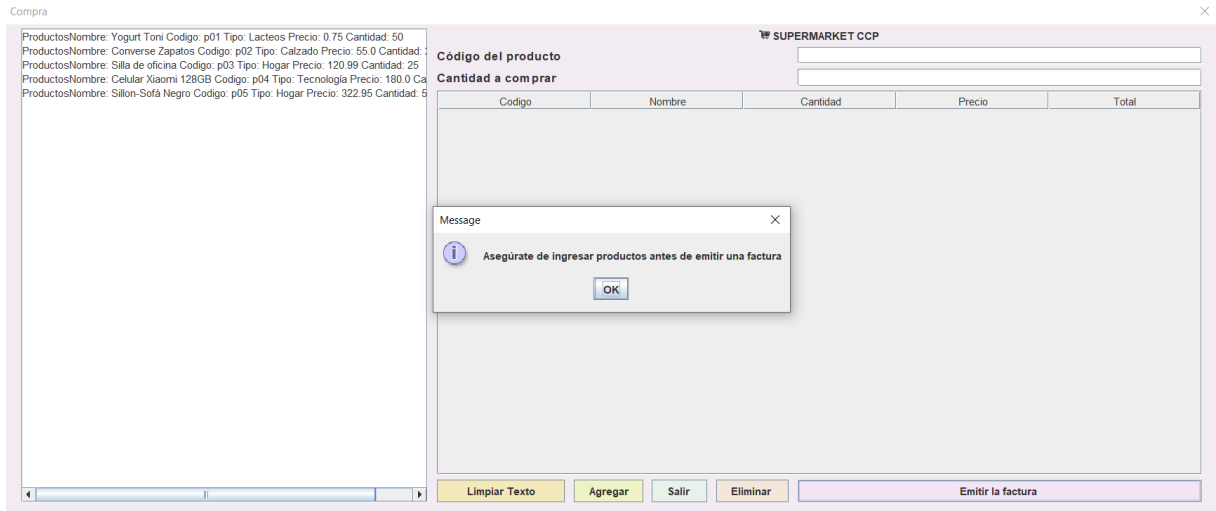 Compra
ProductosNombre: Yogurt Toni Codigo: p01 Tipo: Lacteos Precio: 0.75 Cantidad: 50
ProductosNombre: Converse Zapatos Codigo: p02 Tipo: Calzado Precio: 55.0 Cantidad:
ProductosNombre: Silla de oficina Codigo: p03 Tipo: Hogar Precio: 120.99 Cantidad: 25
ProductosNombre: Celular Xiaomi 128GB Codigo: p04 Tipo: Tecnología Precio: 180.0 Ca
ProductosNombre: Sillon-Sofá Negro Codigo: p05 Tipo: Hogar Precio: 322.95 Cantidad: 5
SUPERMARKET CCP
Código del producto
Cantidad a comprar
Codigo Nombre Cantidad Precio Total
Message
Asegúrate de ingresar productos antes de emitir una factura
OK
Limpiar Texto Agregar Salir Eliminar Emitir la factura